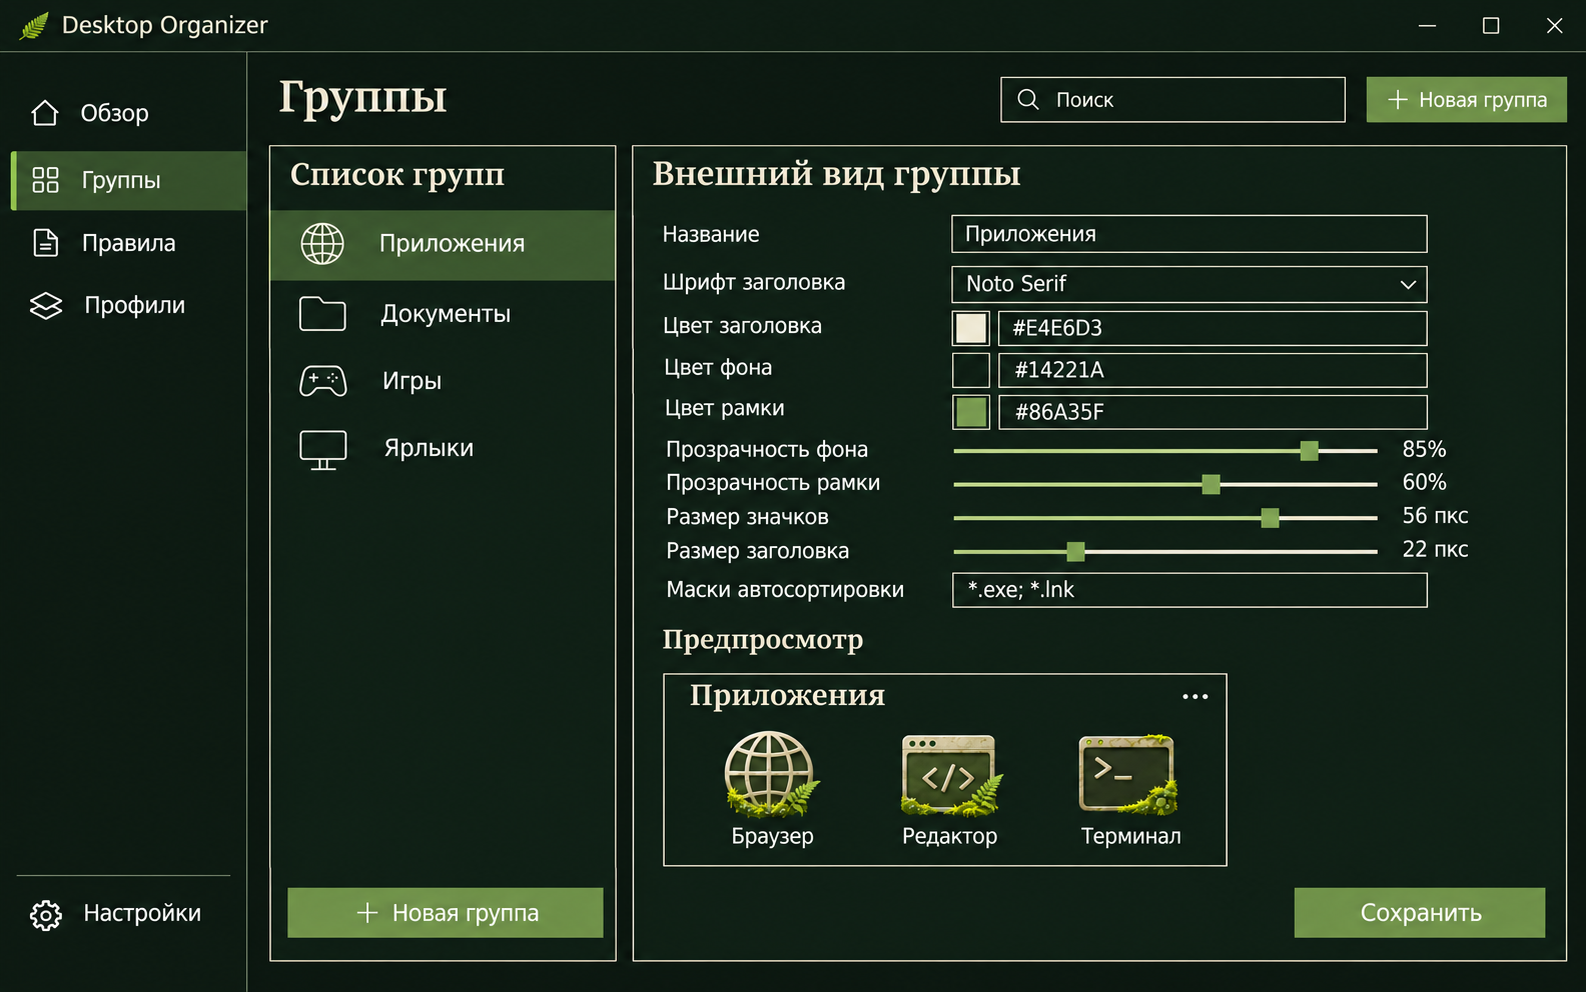 Desktop Organizer
Обзор
Группы
Правила
Профили
Настройки
Группы
Поиск
+ Новая группа
Список групп
Приложения
Документы
Игры
Ярлыки
+ Новая группа
Внешний вид группы
Название Приложения
Шрифт заголовка Noto Serif
Цвет заголовка #E4E6D3
Цвет фона #14221A
Цвет рамки #86A35F
Прозрачность фона 85%
Прозрачность рамки 60%
Размер значков 56 пкс
Размер заголовка 22 пкс
Маски автосортировки *.exe; *.lnk
Предпросмотр
Приложения ...
</>
>_
Браузер Редактор Терминал
Сохранить